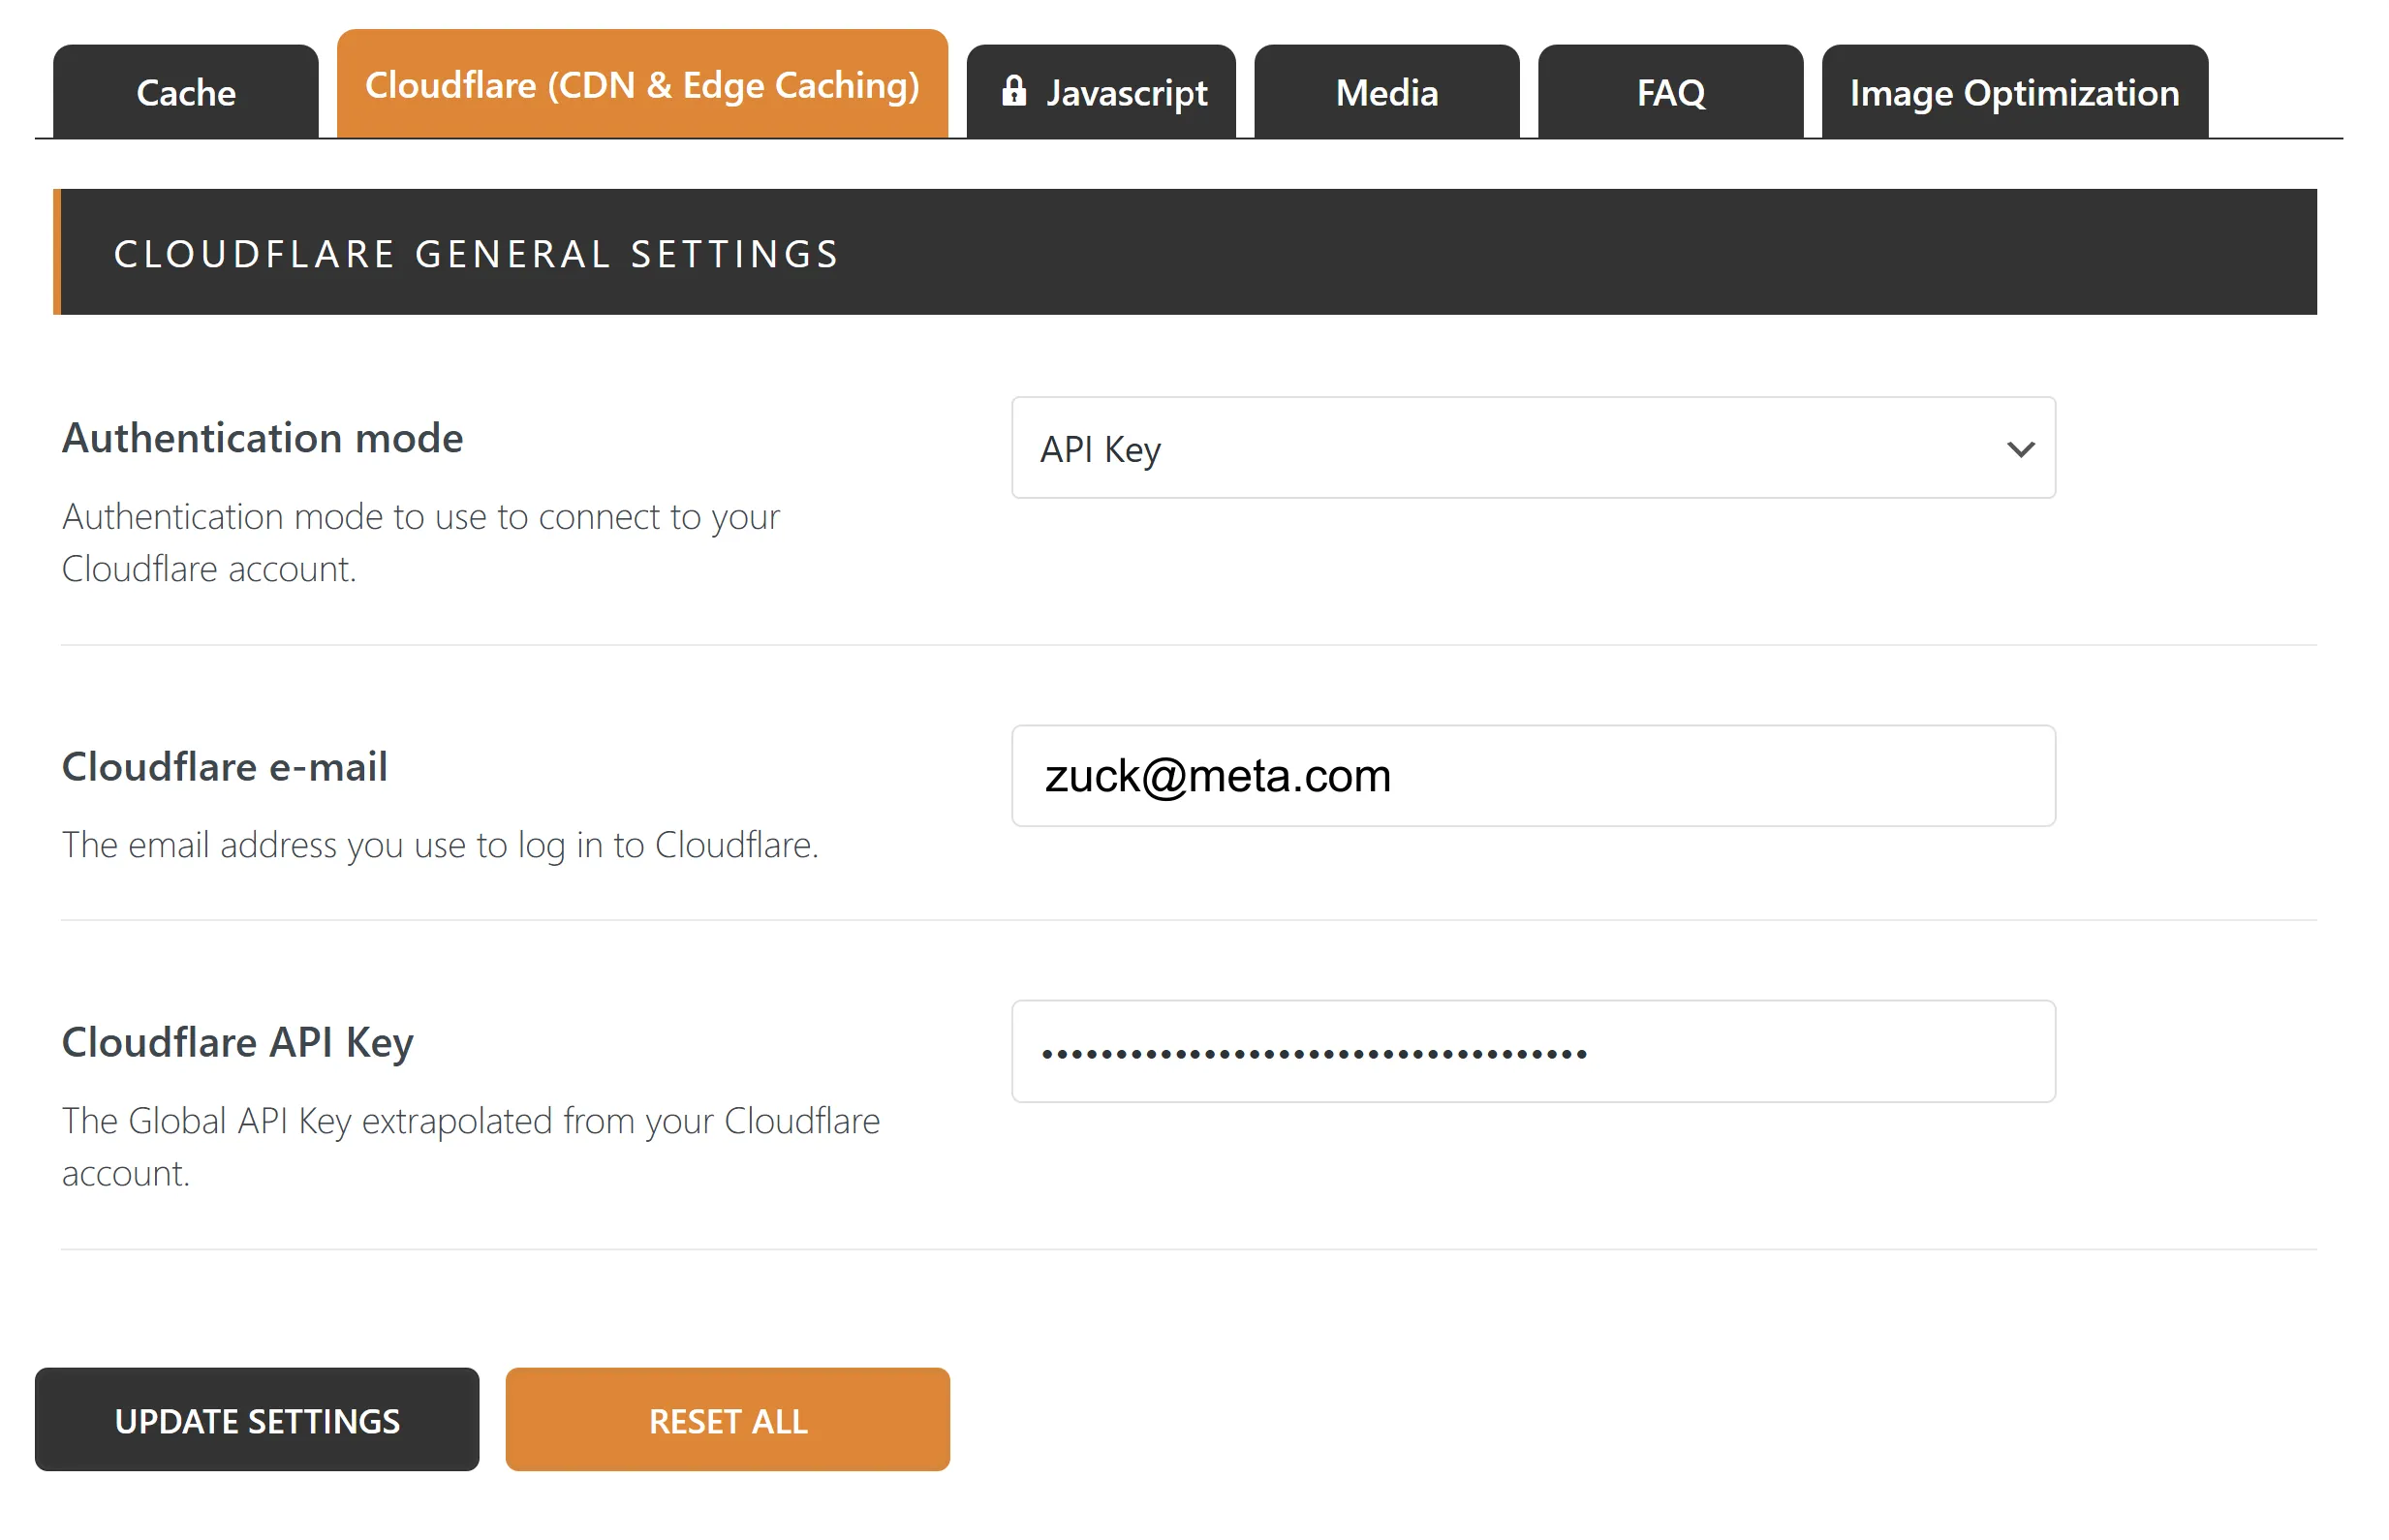 Cache
Cloudflare (CDN & Edge Caching)
Javascript
Media
FAQ
Image Optimization
CLOUDFLARE GENERAL SETTINGS
Authentication mode
API Key
Authentication mode to use to connect to your
Cloudflare account.
Cloudflare e-mail
zuck@meta.com
The email address you use to log in to Cloudflare.
Cloudflare API Key
•••••••••••••••••••••••••••••••••••••
The Global API Key extrapolated from your Cloudflare
account.
UPDATE SETTINGS
RESET ALL